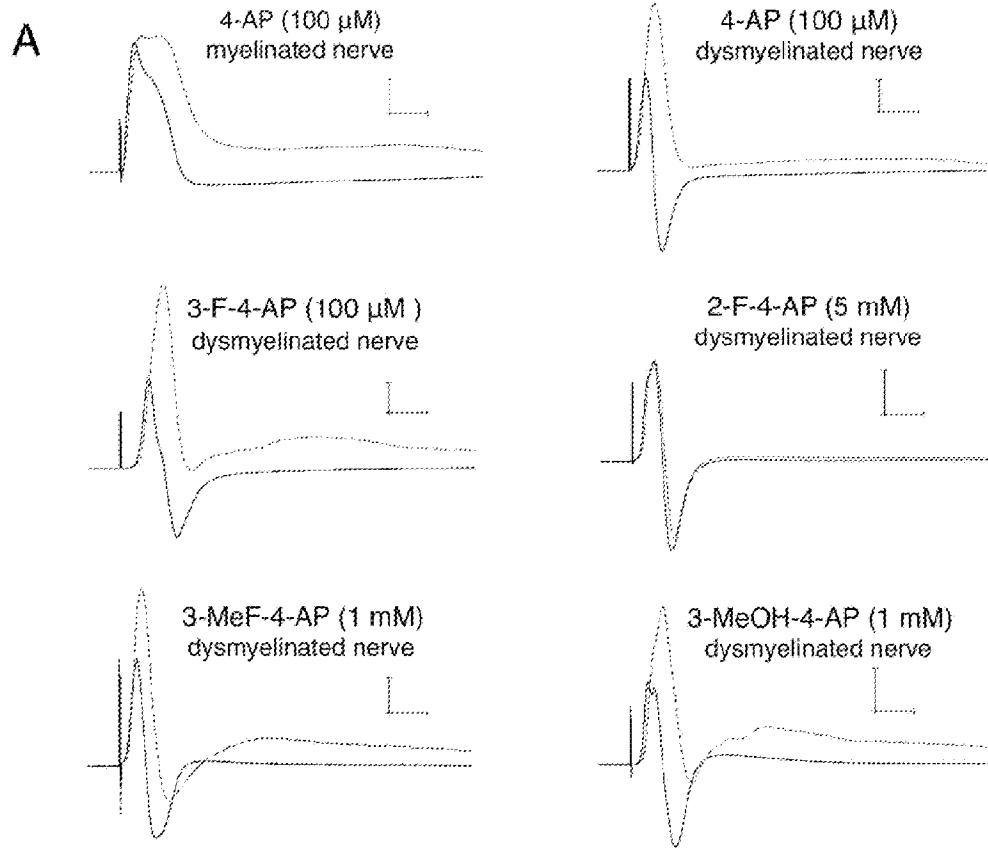 A
4-AP (100 µM)
myelinated nerve
4-AP (100 µM)
dysmyelinated nerve
3-F-4-AP (100 µM )
dysmyelinated nerve
2-F-4-AP (5 mM)
dysmyelinated nerve
3-MeF-4-AP (1 mM)
dysmyelinated nerve
3-MeOH-4-AP (1 mM)
dysmyelinated nerve